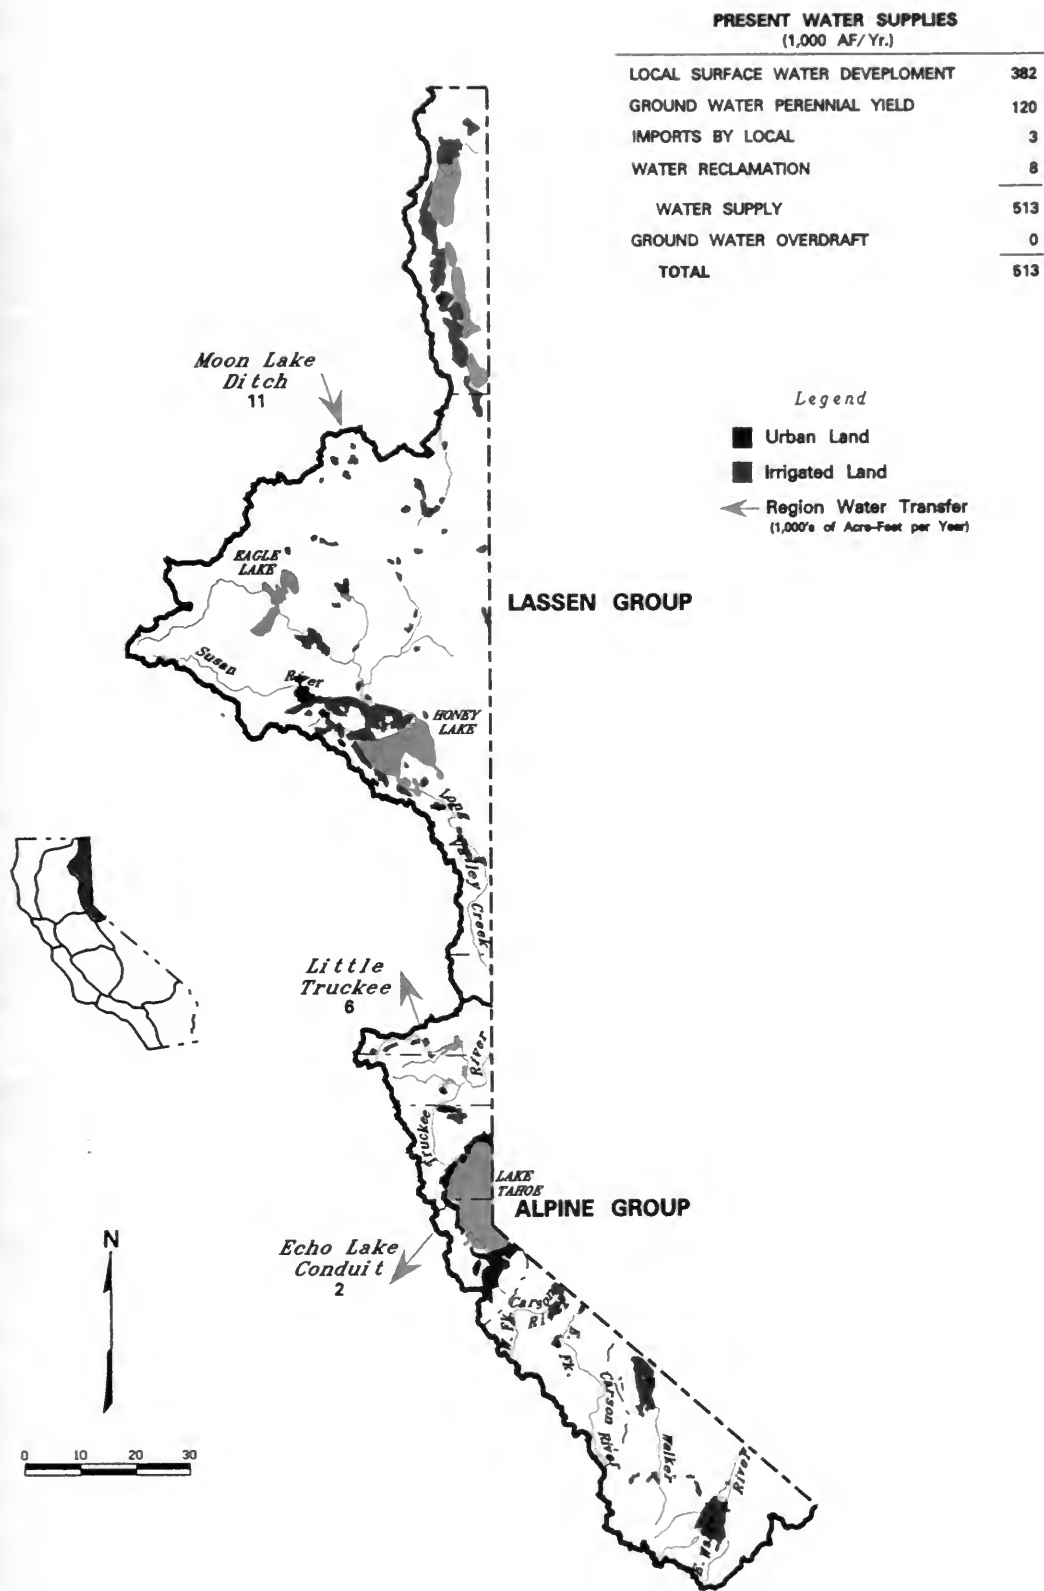 PRESENT WATER SUPPLIES
(1,000 AF/Yr.)
LOCAL SURFACE WATER DEVEPLOMENT 382
GROUND WATER PERENNIAL YIELD 120
IMPORTS BY LOCAL 3
WATER RECLAMATION 8
WATER SUPPLY 513
GROUND WATER OVERDRAFT 0
TOTAL 513
Moon Lake
Ditch
11
Legend
Urban Land
Irrigated Land
Region Water Transfer
(1,000's of Acre-Feet per Year)
EAGLE
LAKE
LASSEN GROUP
Susan
River
HONEY
LAKE
Long Valley Creek
Little
Truckee
6
River
Truckee
LAKE
TAHOE
ALPINE GROUP
N
Echo Lake
Conduit
2
Carson
Ri
W. Fk.
E. Fk.
Carson River
Walker
River
E. Wa
0 10 20 30